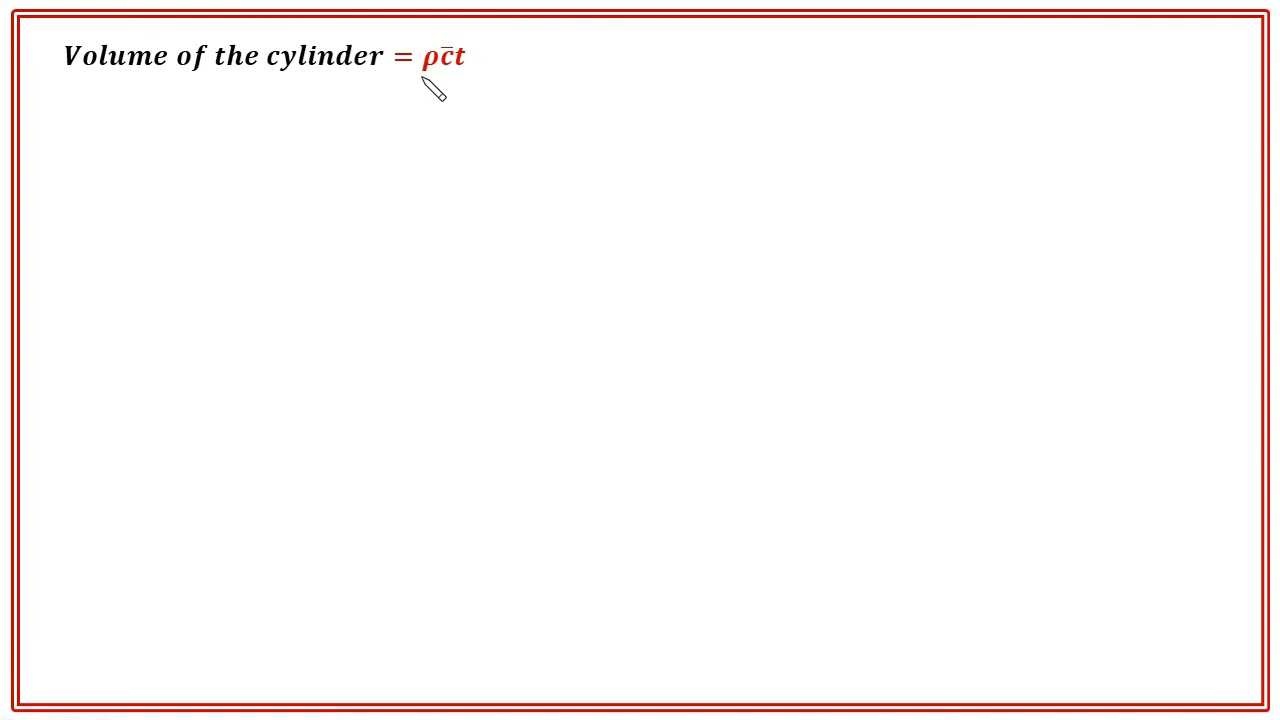 Volume of the cylinder = ρc̅t